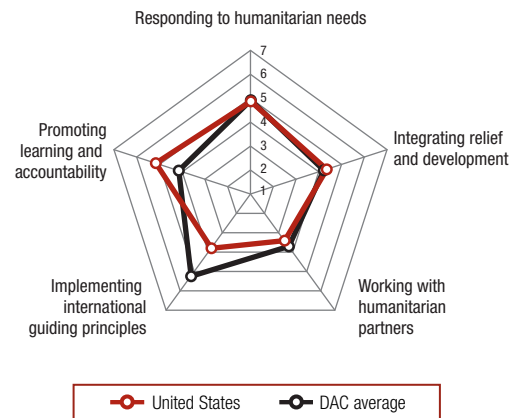 Responding to humanitarian needs
7
6
5
4
3
2
1
Promoting
learning and
accountability
Integrating relief
and development
Implementing
international
guiding principles
Working with
humanitarian
partners
United States
DAC average